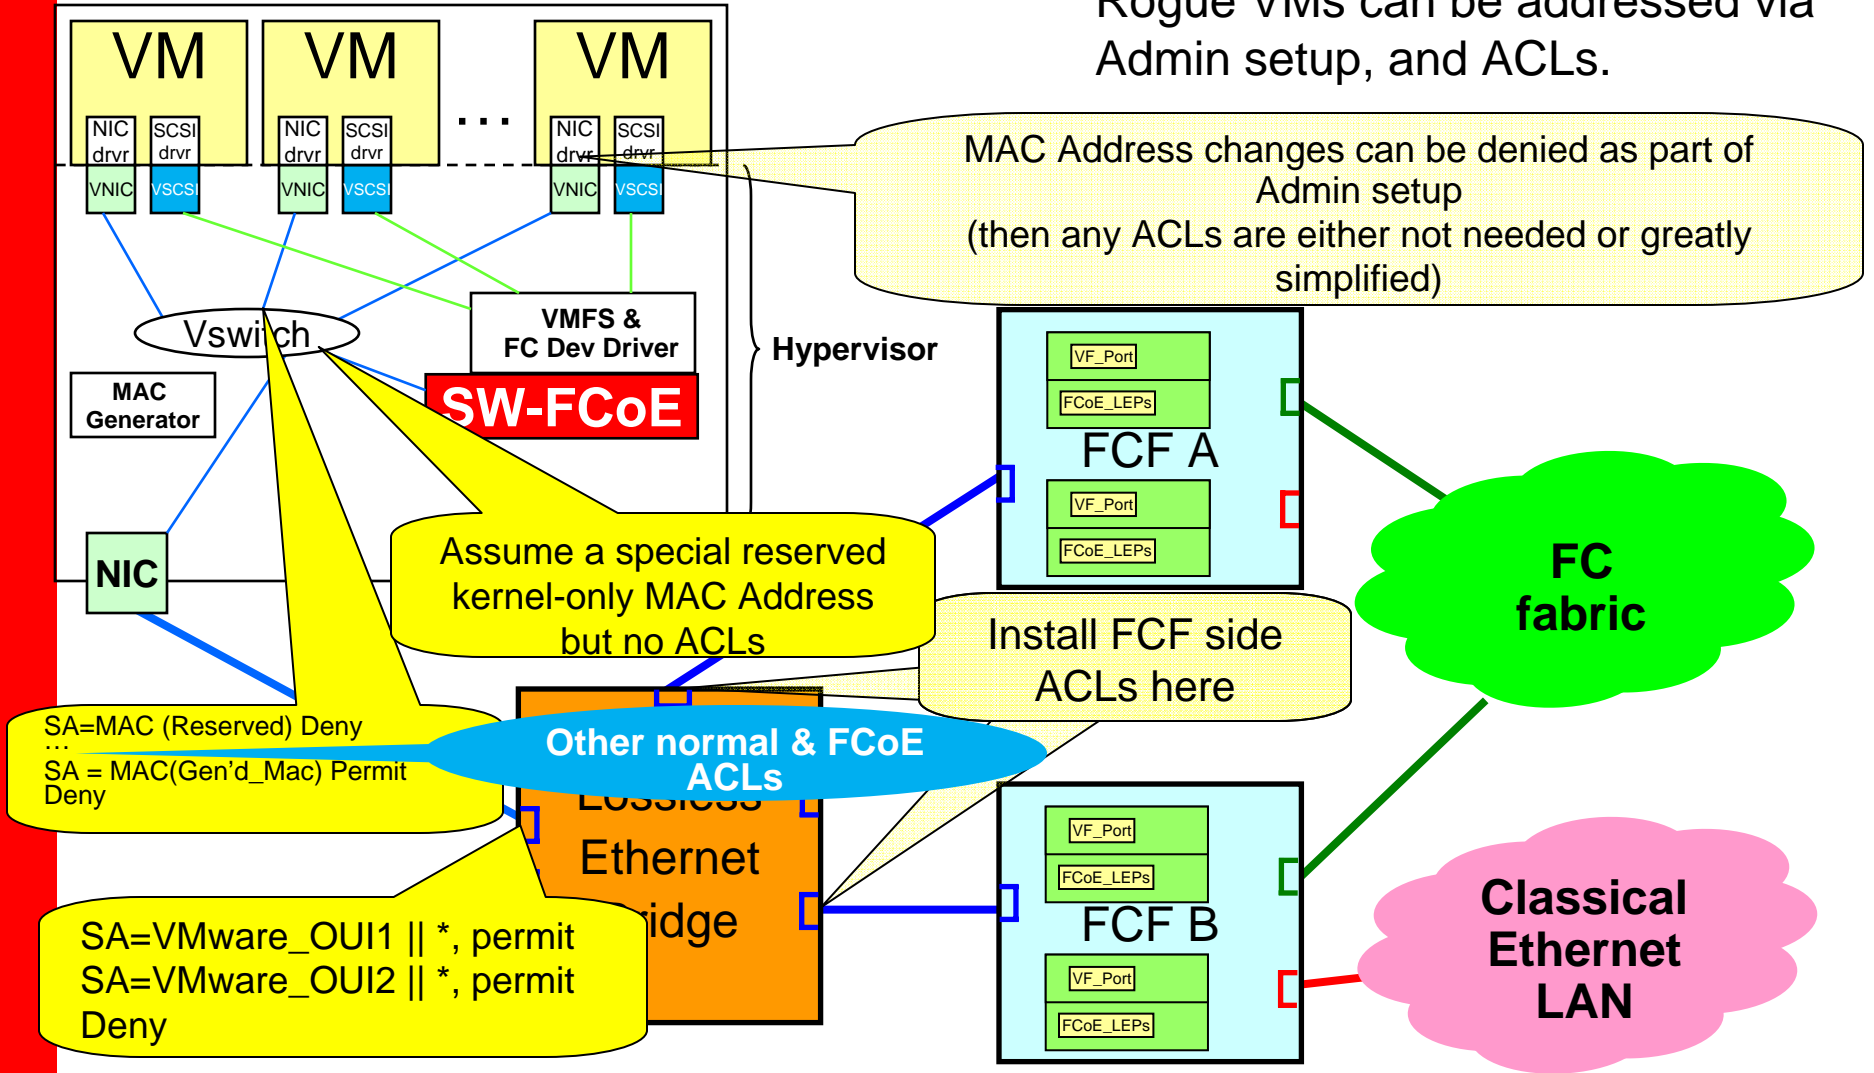 Rogue VMs can be addressed via
Admin setup, and ACLs.
VM
VM
VM
NIC
drvr
SCSI
drvr
NIC
drvr
SCSI
drvr
...
NIC
drvr
SCSI
drvr
VNIC
VSCSI
VNIC
VSCSI
VNIC
VSCSI
MAC Address changes can be denied as part of
Admin setup
(then any ACLs are either not needed or greatly
simplified)
Vswitch
VMFS &
FC Dev Driver
Hypervisor
MAC
Generator
SW-FCoE
NIC
VF_Port
FCoE_LEPs
FCF A
VF_Port
FCoE_LEPs
FC
fabric
Assume a special reserved
kernel-only MAC Address
but no ACLs
Install FCF side
ACLs here
SA=MAC (Reserved) Deny
...
SA = MAC(Gen'd_Mac) Permit
Deny
Other normal & FCoE
ACLs
Lossless
Ethernet
Bridge
SA=VMware_OUI1 || *, permit
SA=VMware_OUI2 || *, permit
Deny
VF_Port
FCoE_LEPs
FCF B
VF_Port
FCoE_LEPs
Classical
Ethernet
LAN